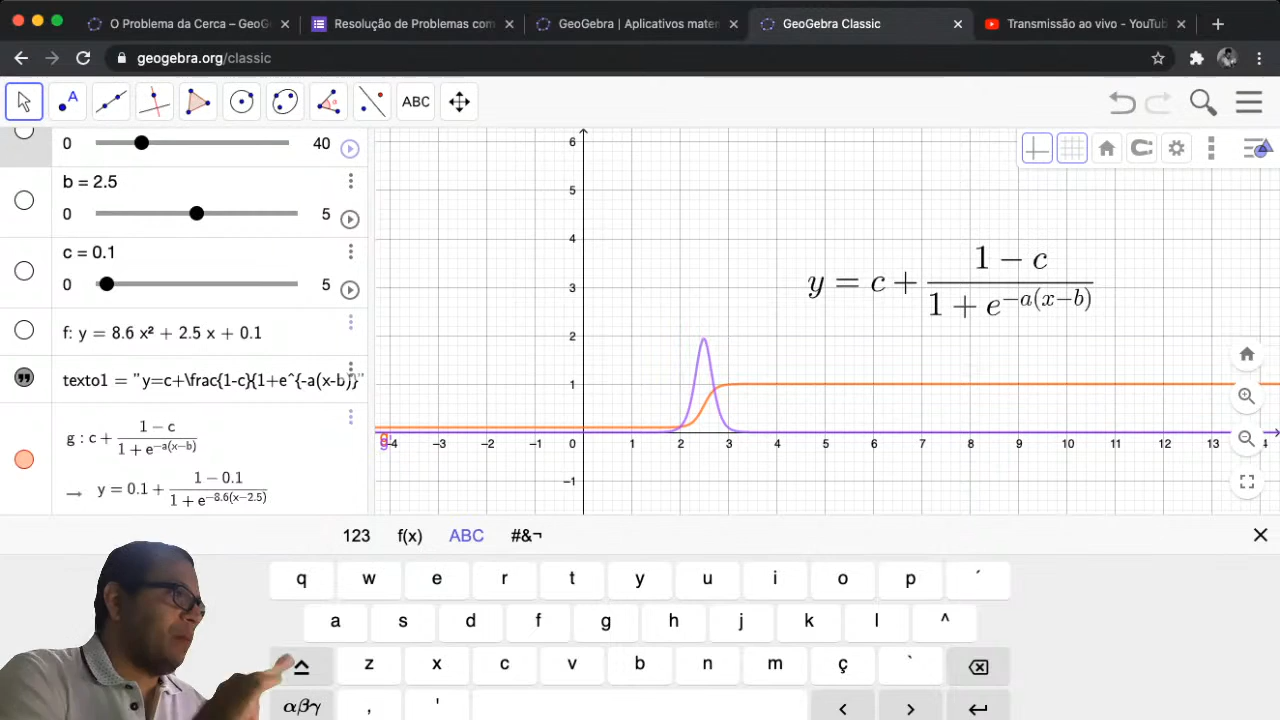 O Problema da Cerca – GeoG
Resolução de Problemas com
GeoGebra | Aplicativos mater
GeoGebra Classic
Transmissão ao vivo - YouTub
geogebra.org/classic
A
ABC
0 40
b = 2.5
0 5
c = 0.1
0 5
f: y = 8.6 x² + 2.5 x + 0.1
texto1 = "y=c+\frac{1-c}{1+e^{-a(x-b)}"
g : c + (1 − c)/(1 + e^{−a(x−b)})
→ y = 0.1 + (1 − 0.1)/(1 + e^{−8.6(x−2.5)})
y = c + (1 − c)/(1 + e^{−a(x−b)})
6
5
4
3
2
1
−4 −3 −2 −1 0 1 2 3 4 5 6 7 8 9 10 11 12 13
−1
123 f(x) ABC #&¬
q w e r t y u i o p ´
a s d f g h j k l ^
z x c v b n m ç `
αβγ , '